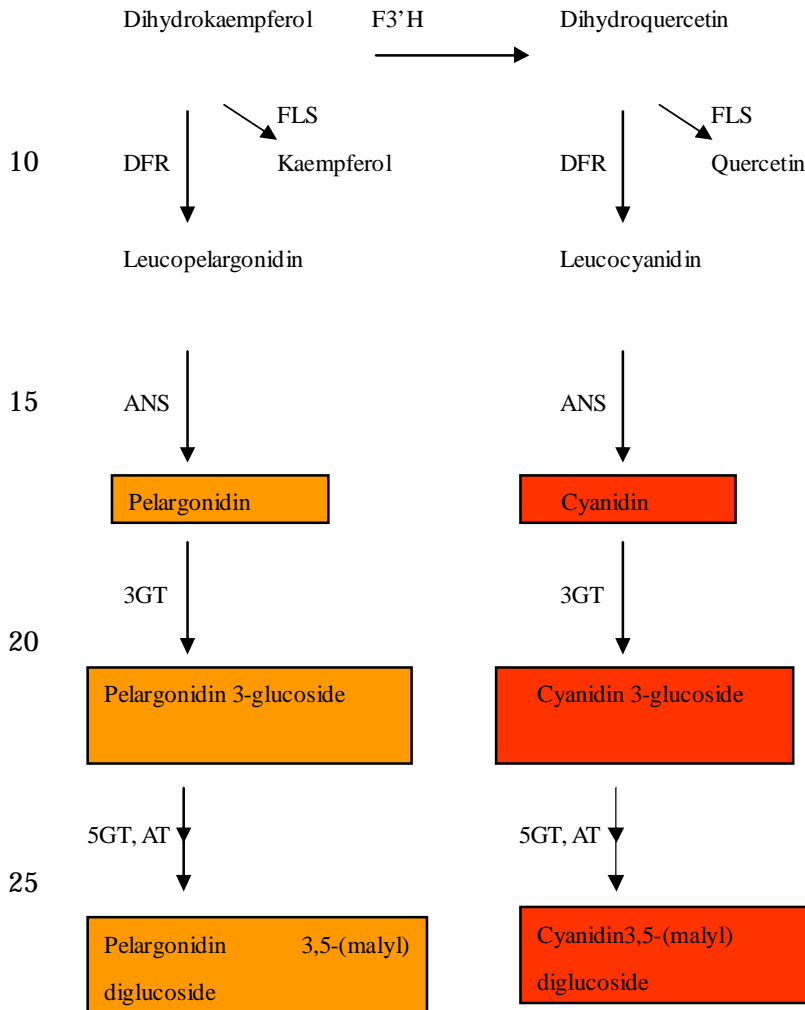 Dihydrokaempferol F3’H Dihydroquercetin
FLS FLS
10 DFR Kaempferol DFR Quercetin
Leucopelargonidin Leucocyanidin
15 ANS ANS
Pelargonidin Cyanidin
3GT 3GT
20
Pelargonidin 3-glucoside Cyanidin 3-glucoside
5GT, AT 5GT, AT
25
Pelargonidin 3,5-(malyl) Cyanidin3,5-(malyl)
diglucoside diglucoside